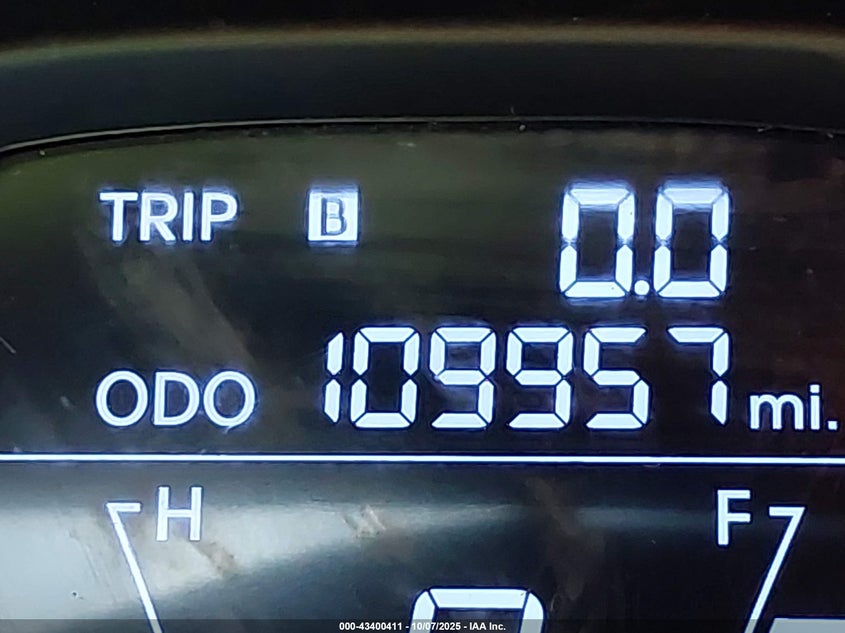 TRIP B 0.0
ODO 109957 mi.
H F
000-43400411 - 10/07/2025 - IAA Inc.